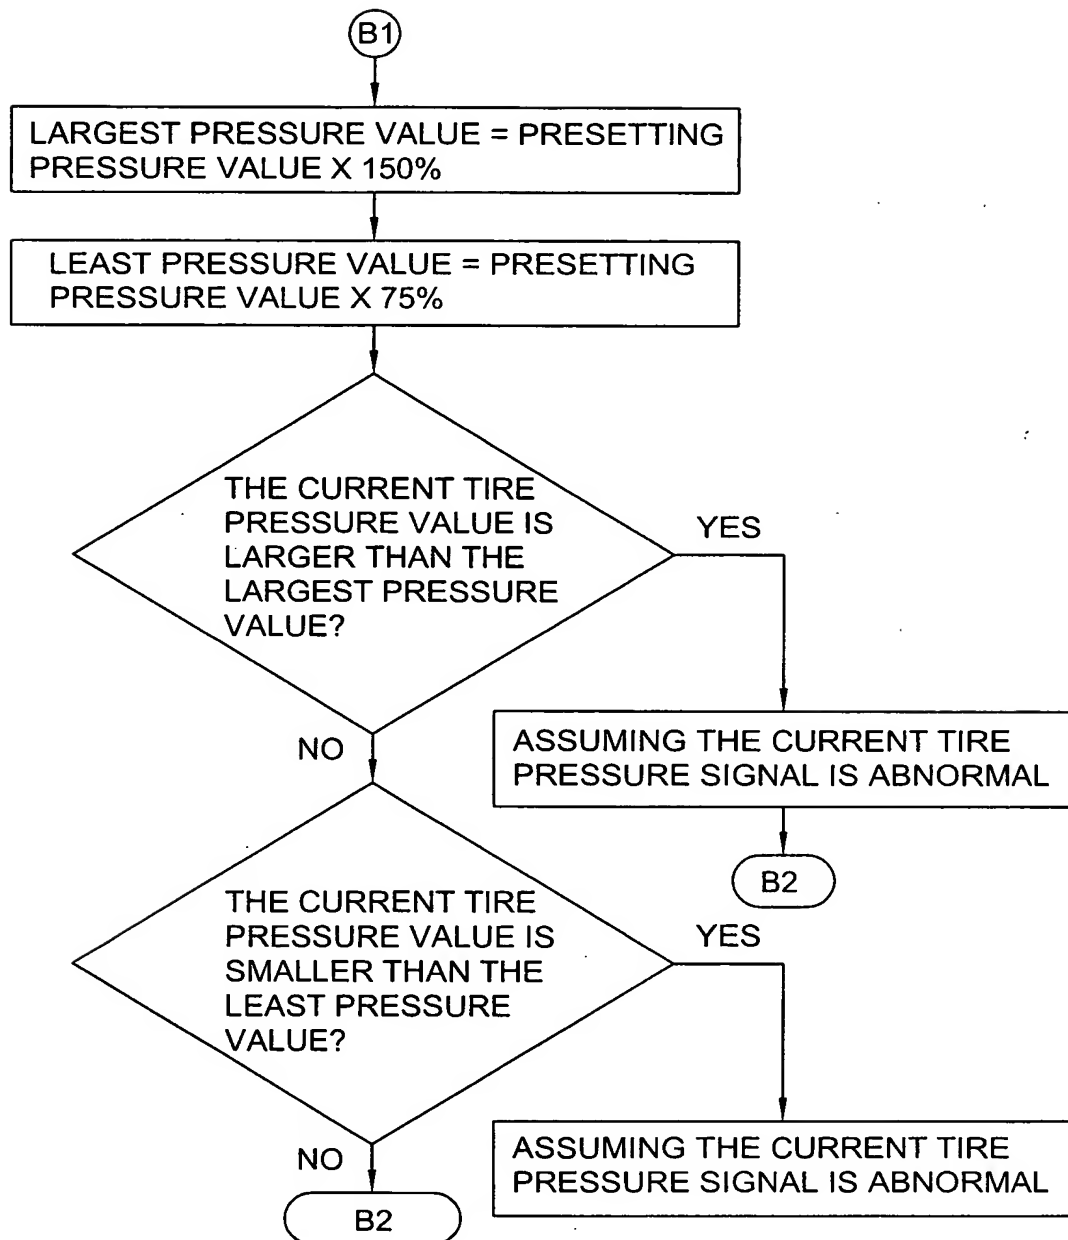 B1
LARGEST PRESSURE VALUE = PRESETTING
PRESSURE VALUE X 150%
LEAST PRESSURE VALUE = PRESETTING
PRESSURE VALUE X 75%
THE CURRENT TIRE
PRESSURE VALUE IS
LARGER THAN THE
LARGEST PRESSURE
VALUE?
YES
NO
ASSUMING THE CURRENT TIRE
PRESSURE SIGNAL IS ABNORMAL
B2
THE CURRENT TIRE
PRESSURE VALUE IS
SMALLER THAN THE
LEAST PRESSURE
VALUE?
YES
NO
ASSUMING THE CURRENT TIRE
PRESSURE SIGNAL IS ABNORMAL
B2